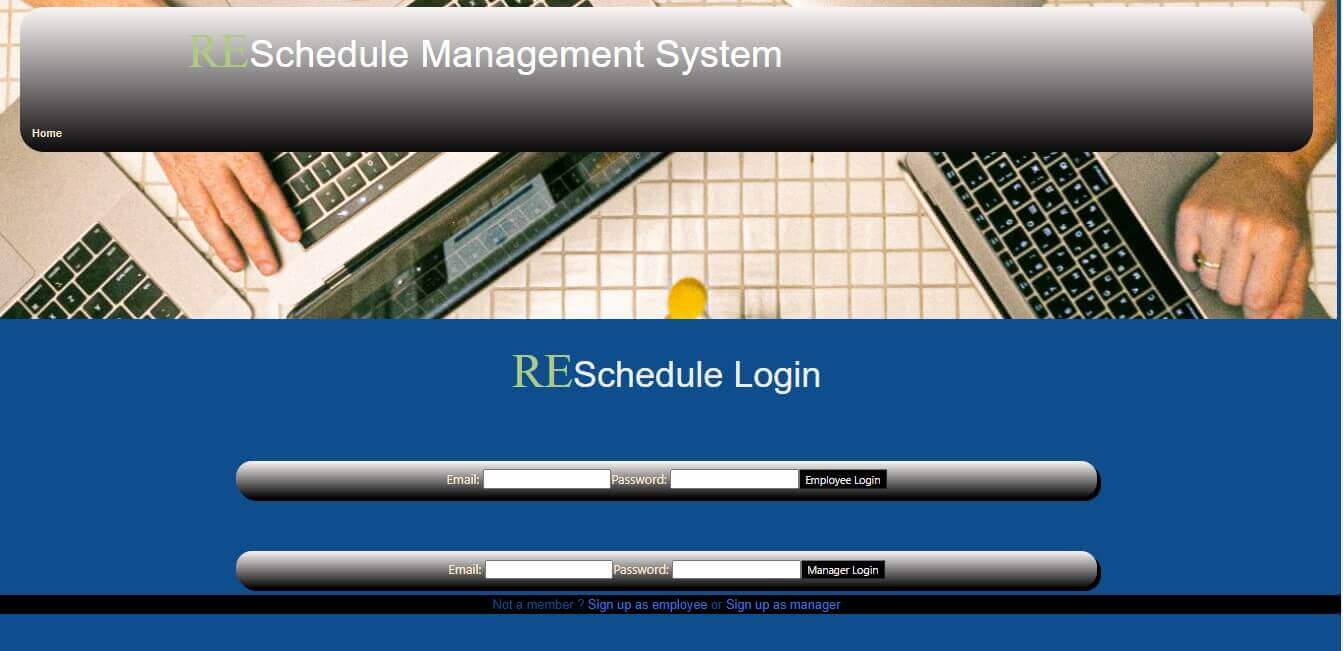 RESchedule Management System
Home
RESchedule Login
Email: Password: Employee Login
Email: Password: Manager Login
Not a member ? Sign up as employee or Sign up as manager